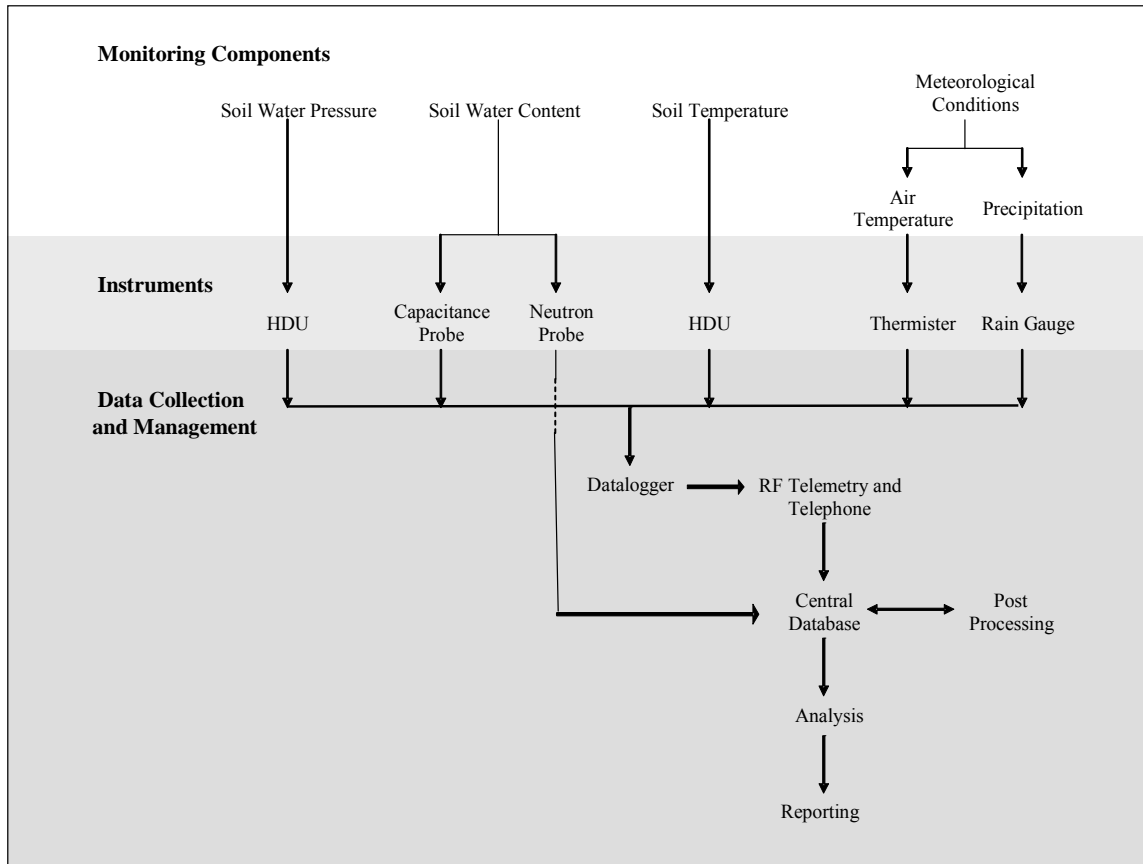 Monitoring Components
Meteorological
Conditions
Soil Water Pressure
Soil Water Content
Soil Temperature
Air
Temperature
Precipitation
Instruments
HDU
Capacitance
Probe
Neutron
Probe
HDU
Thermister
Rain Gauge
Data Collection
and Management
Datalogger
RF Telemetry and
Telephone
Central
Database
Post
Processing
Analysis
Reporting